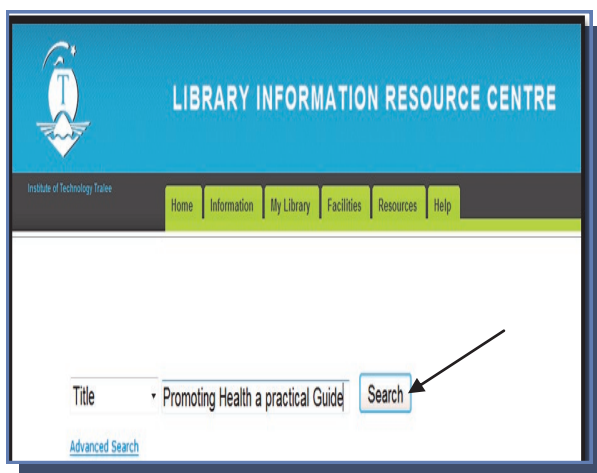 T
LIBRARY INFORMATION RESOURCE CENTRE
Institute of Technology Tralee
Home Information My Library Facilities Resources Help
Title Promoting Health a practical Guide Search
Advanced Search